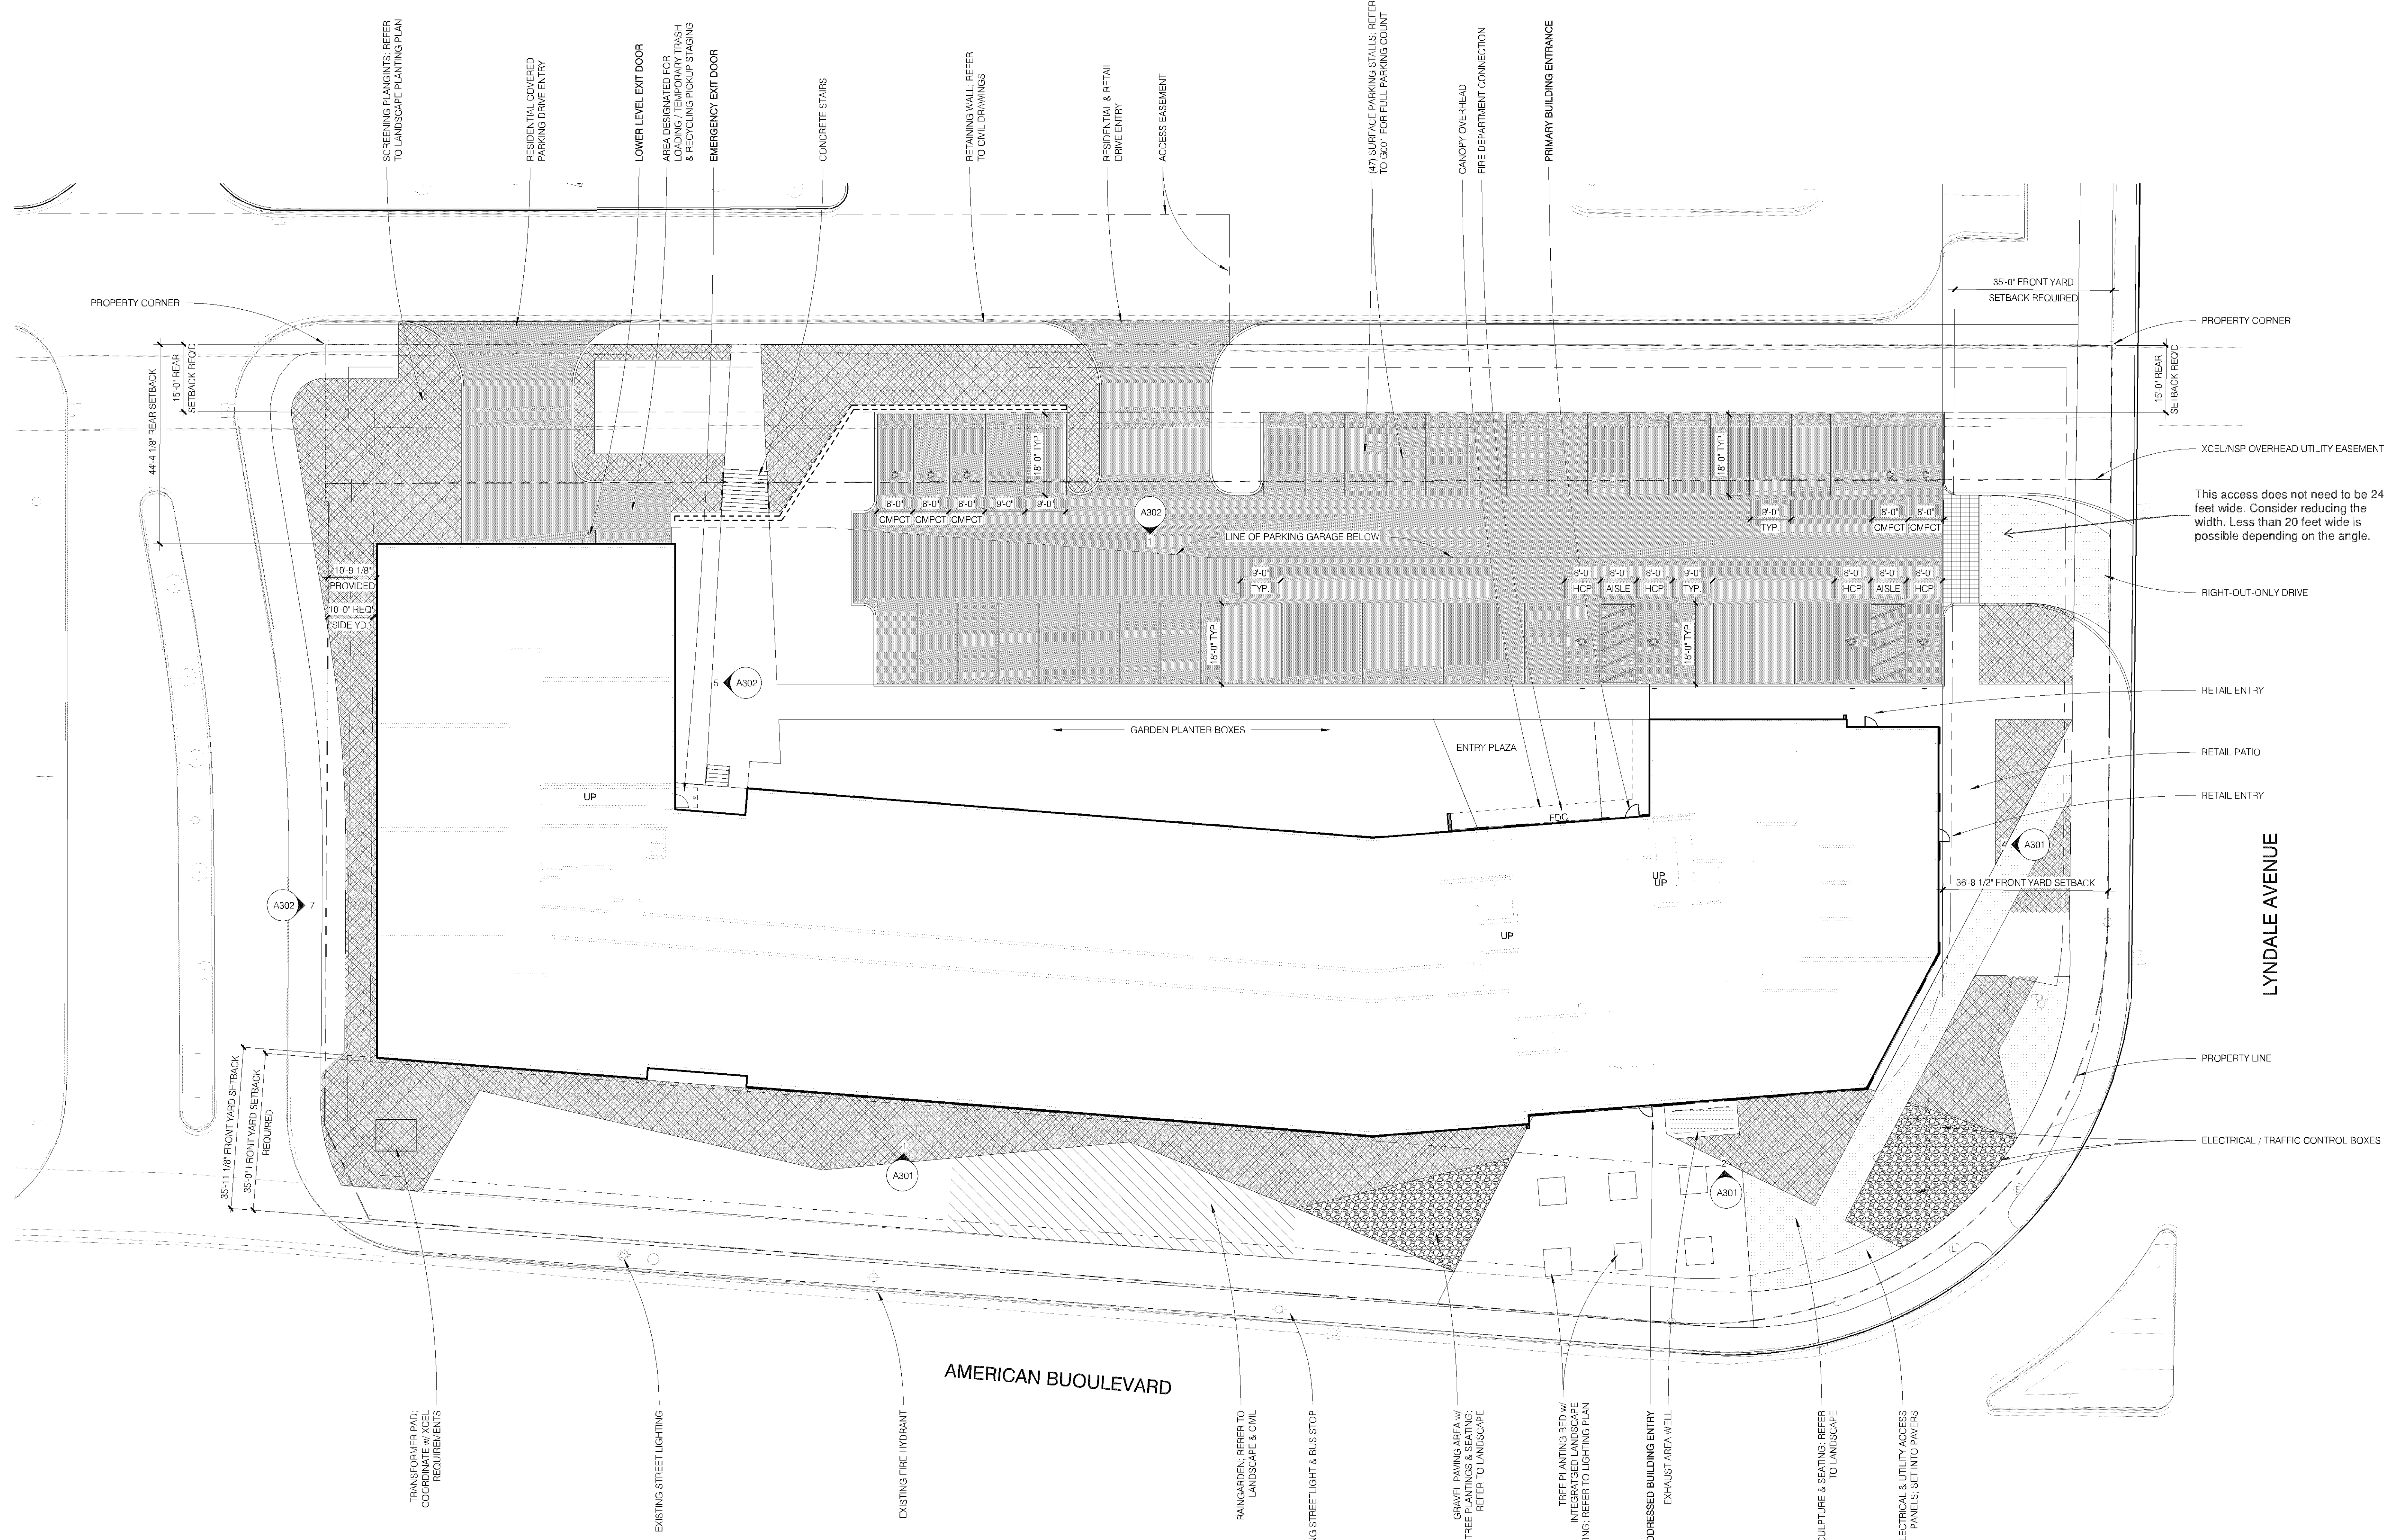 SCREENING PLANGINTS; REFER
TO LANDSCAPE PLANTING PLAN
RESIDENTIAL COVERED
PARKING DRIVE ENTRY
LOWER LEVEL EXIT DOOR
AREA DESIGNATED FOR
LOADING / TEMPORARY TRASH
& RECYCLING PICKUP STAGING
EMERGENCY EXIT DOOR
CONCRETE STAIRS
RETAINING WALL; REFER
TO CIVIL DRAWINGS
RESIDENTIAL & RETAIL
DRIVE ENTRY
ACCESS EASEMENT
(47) SURFACE PARKING STALLS; REFER
TO G001 FOR FULL PARKING COUNT
CANOPY OVERHEAD
FIRE DEPARTMENT CONNECTION
PRIMARY BUILDING ENTRANCE
35'-0" FRONT YARD
SETBACK REQUIRED
PROPERTY CORNER
PROPERTY CORNER
44'-4 1/8" REAR SETBACK
15'-0" REAR
SETBACK REQ'D
15'-0" REAR
SETBACK REQ'D
XCEL/NSP OVERHEAD UTILITY EASEMENT
This access does not need to be 24
feet wide. Consider reducing the
width. Less than 20 feet wide is
possible depending on the angle.
C
C
C
18'-0" TYP.
18'-0" TYP.
C
C
8'-0"
8'-0"
8'-0"
9'-0"
9'-0"
CMPCT
CMPCT
CMPCT
A302
1
9'-0"
TYP.
8'-0"
8'-0"
CMPCT
CMPCT
LINE OF PARKING GARAGE BELOW
10'-9 1/8"
PROVIDED
10'-0" REQ
SIDE YD.
9'-0"
TYP.
8'-0"
HCP
8'-0"
AISLE
8'-0"
HCP
9'-0"
TYP.
8'-0"
HCP
8'-0"
AISLE
8'-0"
HCP
RIGHT-OUT-ONLY DRIVE
18'-0" TYP.
18'-0" TYP.
5
A302
RETAIL ENTRY
GARDEN PLANTER BOXES
ENTRY PLAZA
RETAIL PATIO
UP
RETAIL ENTRY
FDC
4
A301
UP
UP
36'-8 1/2" FRONT YARD SETBACK
LYNDALE AVENUE
A302
7
UP
35'-11 1/8" FRONT YARD SETBACK
35'-0" FRONT YARD SETBACK
REQUIRED
PROPERTY LINE
1
A301
2
A301
ELECTRICAL / TRAFFIC CONTROL BOXES
E
E
AMERICAN BUOULEVARD
TRANSFORMER PAD;
COORDINATE w/ XCEL
REQUIREMENTS
EXISTING STREET LIGHTING
EXISTING FIRE HYDRANT
RAINGARDEN; RERER TO
LANDSCAPE & CIVIL
NG STREETLIGHT & BUS STOP
GRAVEL PAVING AREA w/
TREE PLANTINGS & SEATING;
REFER TO LANDSCAPE
TREE PLANTING BED w/
INTEGRATGED LANDSCAPE
ING; REFER TO LIGHTING PLAN
DDRESSED BUILDING ENTRY
EXHAUST AREA WELL
CULPTURE & SEATING; REFER
TO LANDSCAPE
LECTRICAL & UTILITY ACCESS
PANELS; SET INTO PAVERS